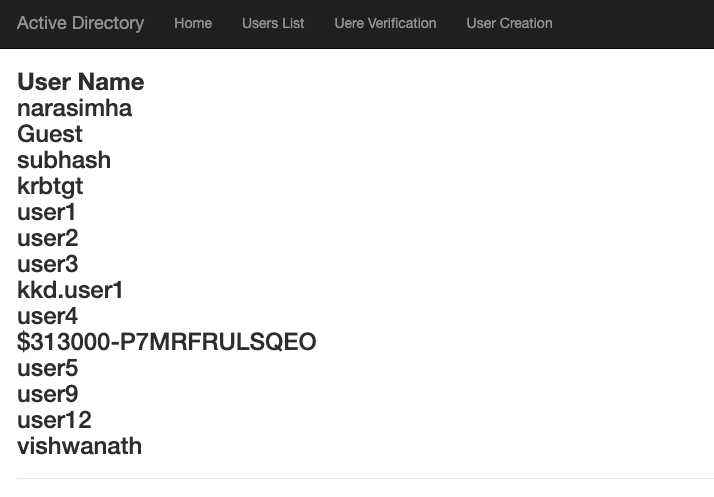 Active Directory Home Users List Uere Verification User Creation
User Name
narasimha
Guest
subhash
krbtgt
user1
user2
user3
kkd.user1
user4
$313000-P7MRFRULSQEO
user5
user9
user12
vishwanath